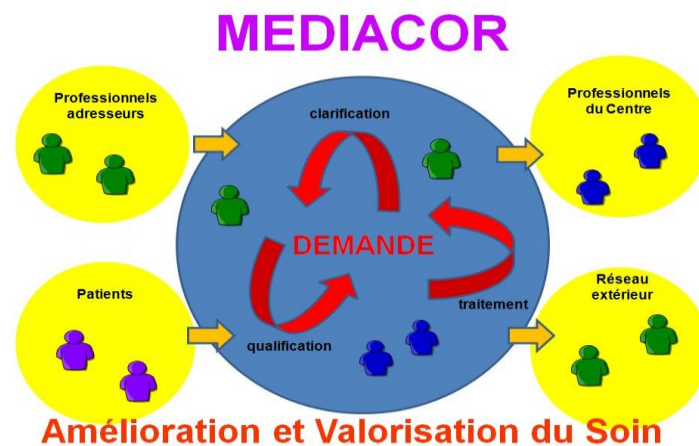 MEDIACOR
Professionnels
adresseurs
clarification
Professionnels
du Centre
DEMANDE
Patients
qualification
traitement
Réseau
extérieur
Amélioration et Valorisation du Soin